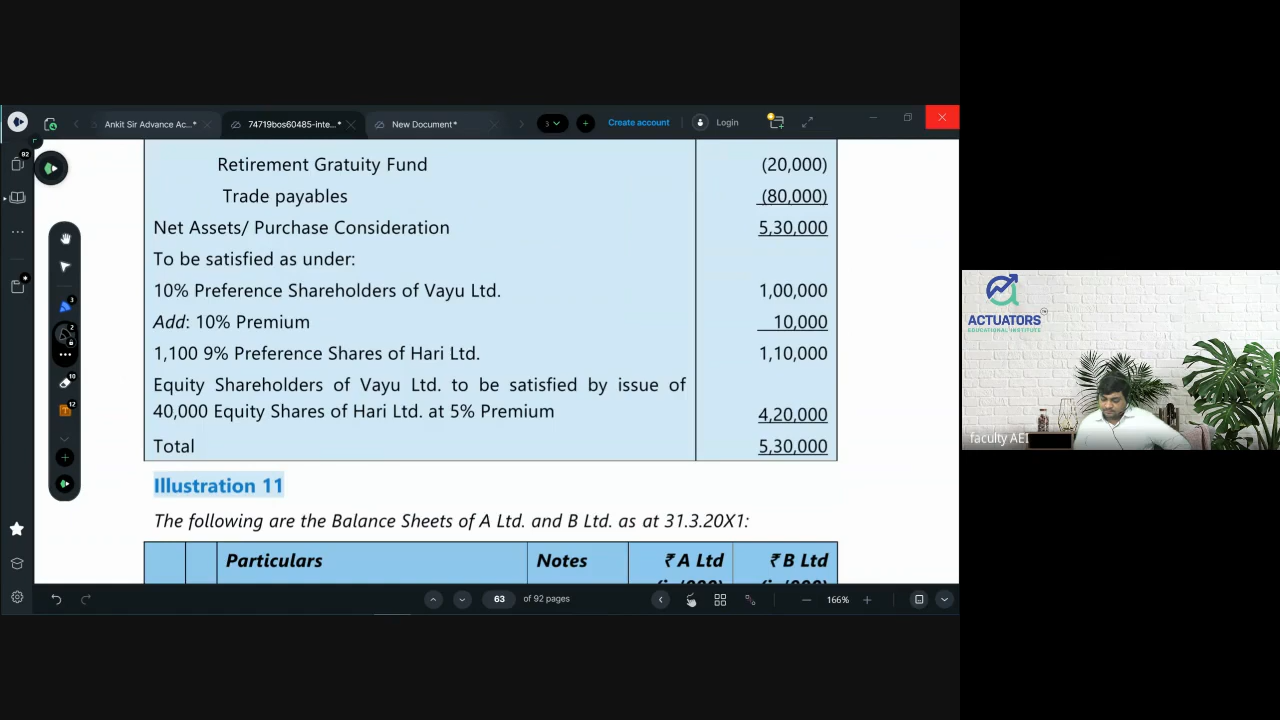 Ankit Sir Advance Ac...*
74719bos60485-inte...*
New Document*
3
Create account
Login
92
Retirement Gratuity Fund (20,000)
Trade payables (80,000)
Net Assets/ Purchase Consideration 5,30,000
To be satisfied as under:
10% Preference Shareholders of Vayu Ltd. 1,00,000
Add: 10% Premium 10,000
1,100 9% Preference Shares of Hari Ltd. 1,10,000
Equity Shareholders of Vayu Ltd. to be satisfied by issue of
40,000 Equity Shares of Hari Ltd. at 5% Premium 4,20,000
Total 5,30,000
Illustration 11
The following are the Balance Sheets of A Ltd. and B Ltd. as at 31.3.20X1:
Particulars Notes ₹ A Ltd ₹ B Ltd
3
2
10
12
63 of 92 pages
166%
ACTUATORS
EDUCATIONAL INSTITUTE
faculty AEI